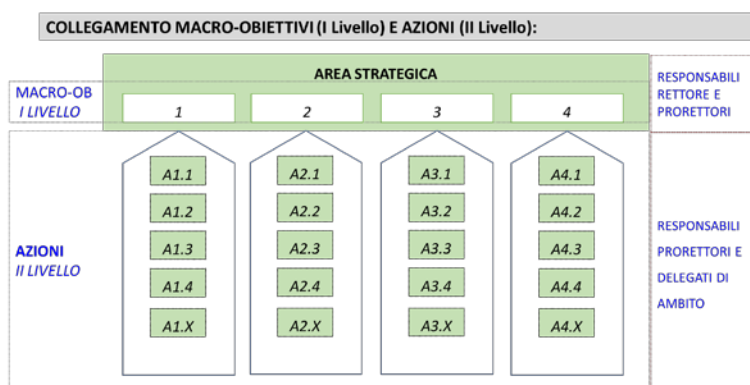 COLLEGAMENTO MACRO-OBIETTIVI (I Livello) E AZIONI (II Livello):
AREA STRATEGICA
MACRO-OB
I LIVELLO
1 2 3 4
RESPONSABILI
RETTORE E
PRORETTORI
A1.1 A2.1 A3.1 A4.1
A1.2 A2.2 A3.2 A4.2
A1.3 A2.3 A3.3 A4.3
A1.4 A2.4 A3.4 A4.4
A1.X A2.X A3.X A4.X
AZIONI
II LIVELLO
RESPONSABILI
PRORETTORI E
DELEGATI DI
AMBITO